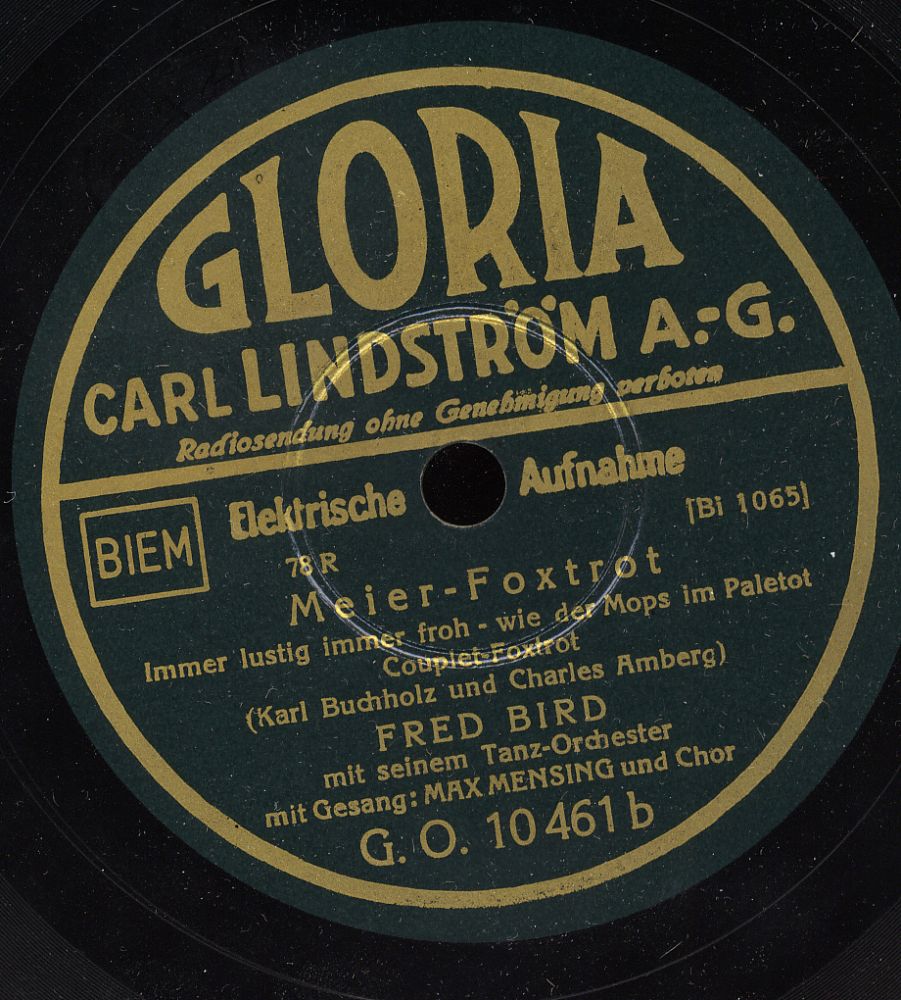 GLORIA
CARL LINDSTRÖM A.-G.
Radiosendung ohne Genehmigung verboten
BIEM
Elektrische Aufnahme
[Bi 1065]
78 R
Meier-Foxtrot
Immer lustig immer froh - wie der Mops im Paletot
Couplet-Foxtrot
(Karl Buchholz und Charles Amberg)
FRED BIRD
mit seinem Tanz-Orchester
mit Gesang: MAX MENSING und Chor
G. O. 10461 b